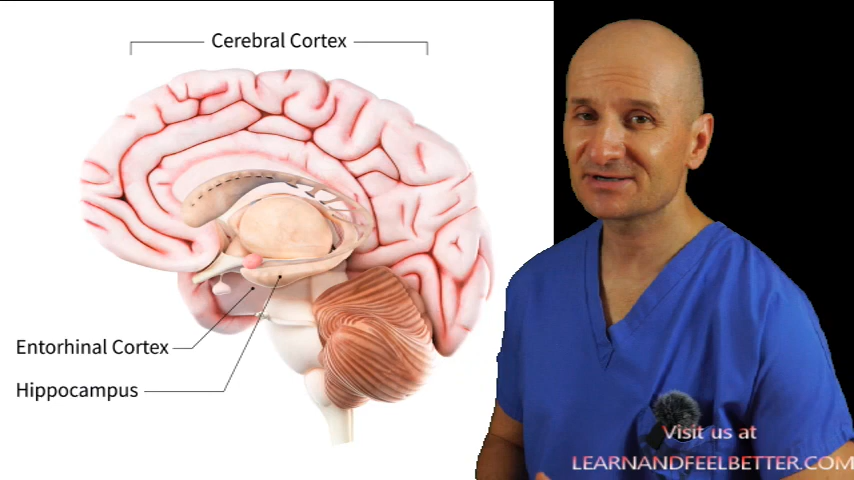 Cerebral Cortex
Entorhinal Cortex
Hippocampus
Visit us at
LEARNANDFEELBETTER.COM